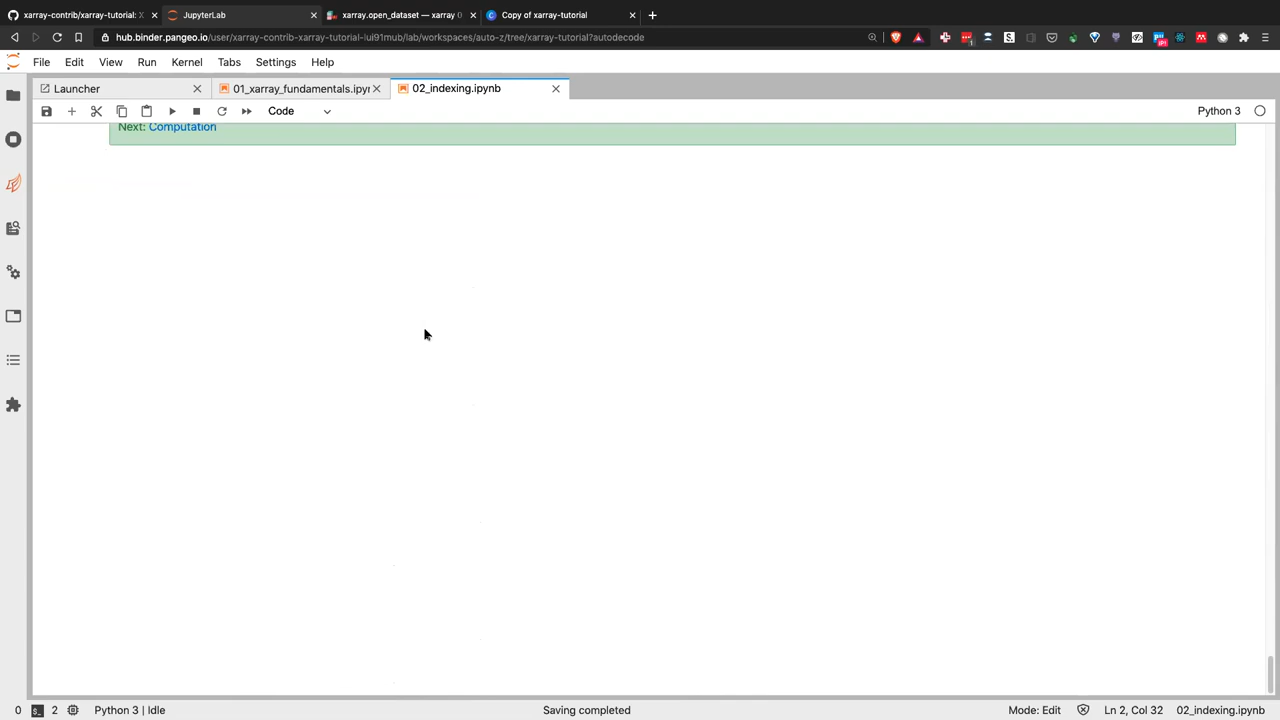 xarray-contrib/xarray-tutorial: X
JupyterLab
xarray.open_dataset — xarray 0
Copy of xarray-tutorial
hub.binder.pangeo.io/user/xarray-contrib-xarray-tutorial-lui91mub/lab/workspaces/auto-z/tree/xarray-tutorial?autodecode
File Edit View Run Kernel Tabs Settings Help
Launcher
01_xarray_fundamentals.ipyn
02_indexing.ipynb
Code
Python 3
Next: Computation
0
2
Python 3 | Idle
Saving completed
Mode: Edit
Ln 2, Col 32
02_indexing.ipynb